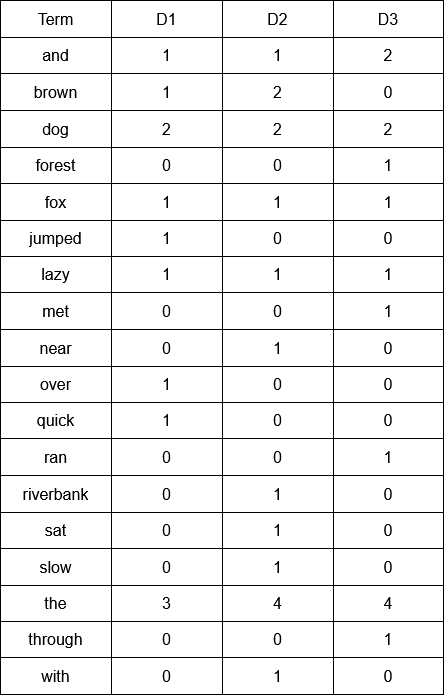 Term D1 D2 D3
and 1 1 2
brown 1 2 0
dog 2 2 2
forest 0 0 1
fox 1 1 1
jumped 1 0 0
lazy 1 1 1
met 0 0 1
near 0 1 0
over 1 0 0
quick 1 0 0
ran 0 0 1
riverbank 0 1 0
sat 0 1 0
slow 0 1 0
the 3 4 4
through 0 0 1
with 0 1 0